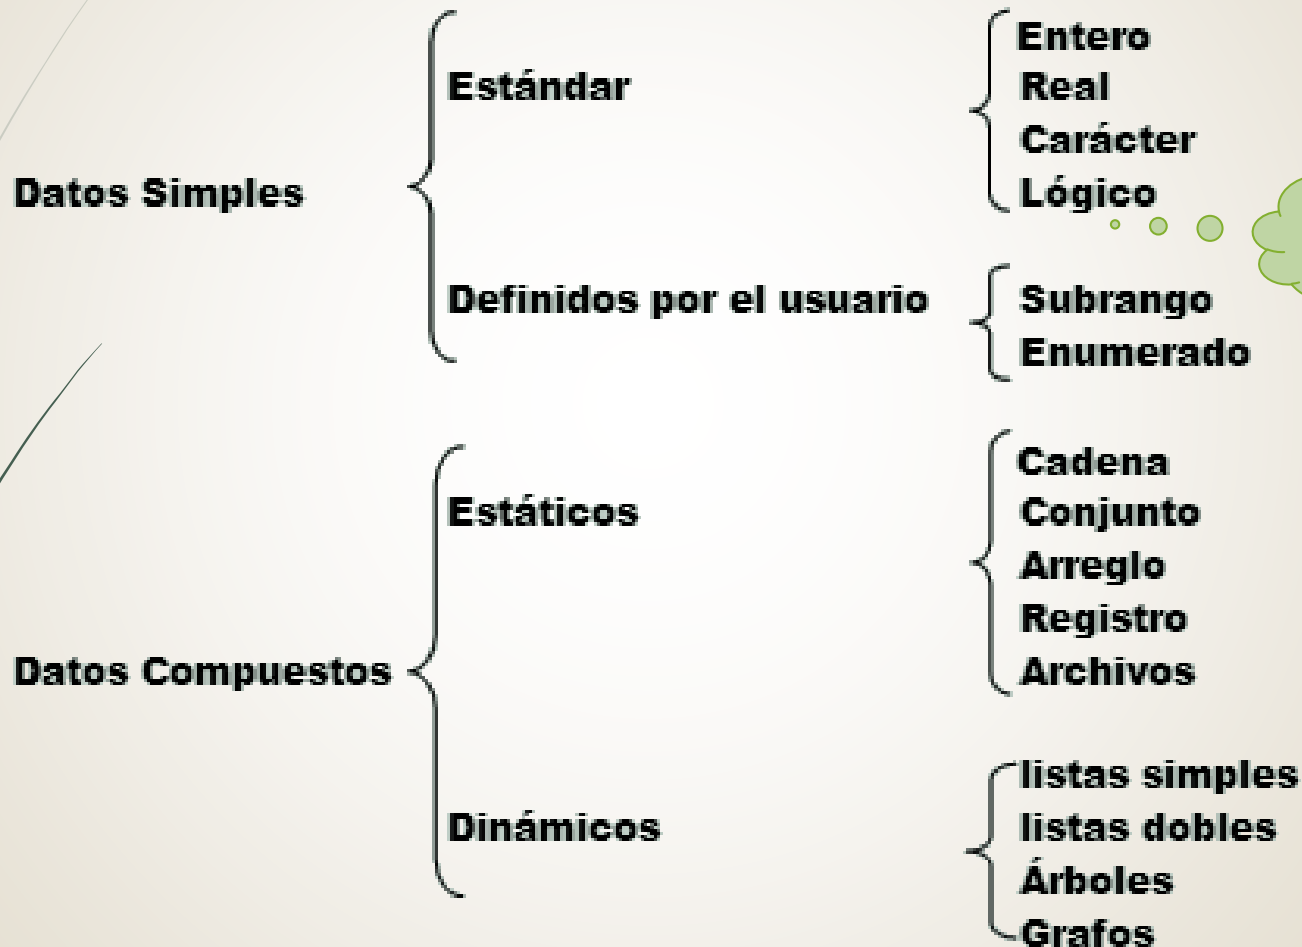 Datos Simples
Estándar
Entero
Real
Carácter
Lógico
Definidos por el usuario
Subrango
Enumerado
Datos Compuestos
Estáticos
Cadena
Conjunto
Arreglo
Registro
Archivos
Dinámicos
listas simples
listas dobles
Árboles
Grafos